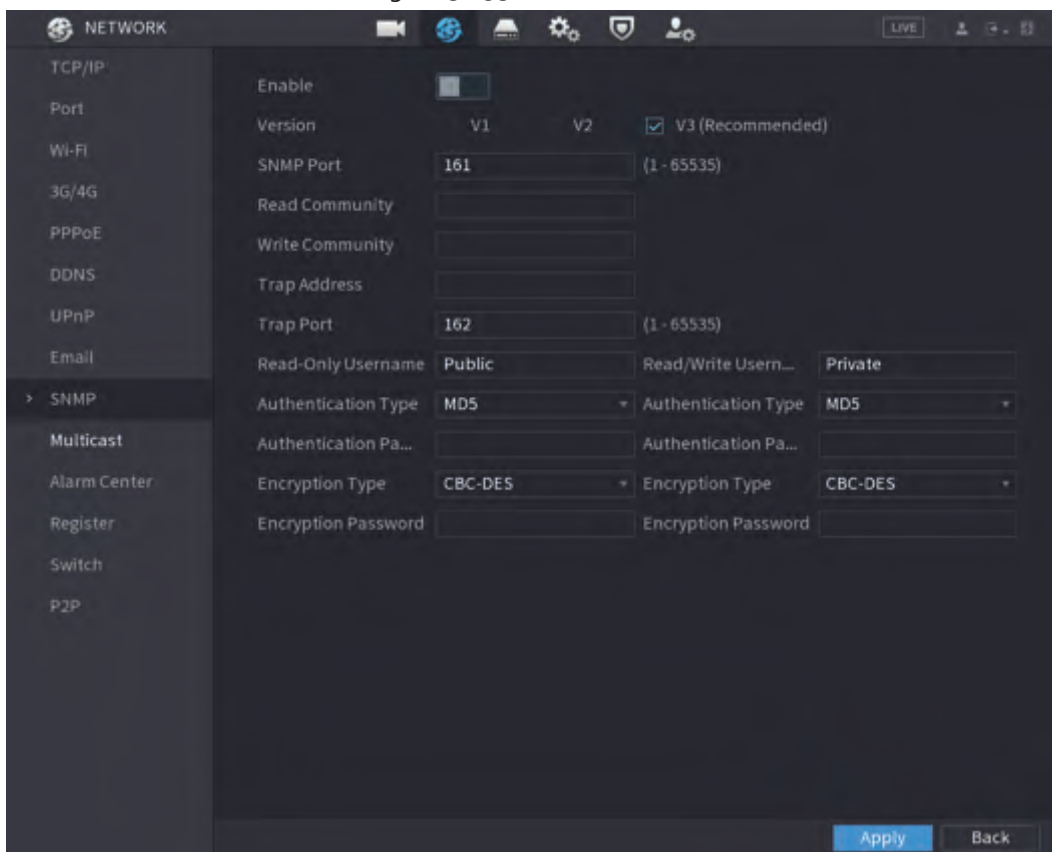 NETWORK
LIVE
TCP/IP
Port
Wi-Fi
3G/4G
PPPoE
DDNS
UPnP
Email
SNMP
Multicast
Alarm Center
Register
Switch
P2P
Enable
Version V1 V2 V3 (Recommended)
SNMP Port 161 (1 - 65535)
Read Community
Write Community
Trap Address
Trap Port 162 (1 - 65535)
Read-Only Username Public Read/Write Usern... Private
Authentication Type MD5 Authentication Type MD5
Authentication Pa... Authentication Pa...
Encryption Type CBC-DES Encryption Type CBC-DES
Encryption Password Encryption Password
Apply Back